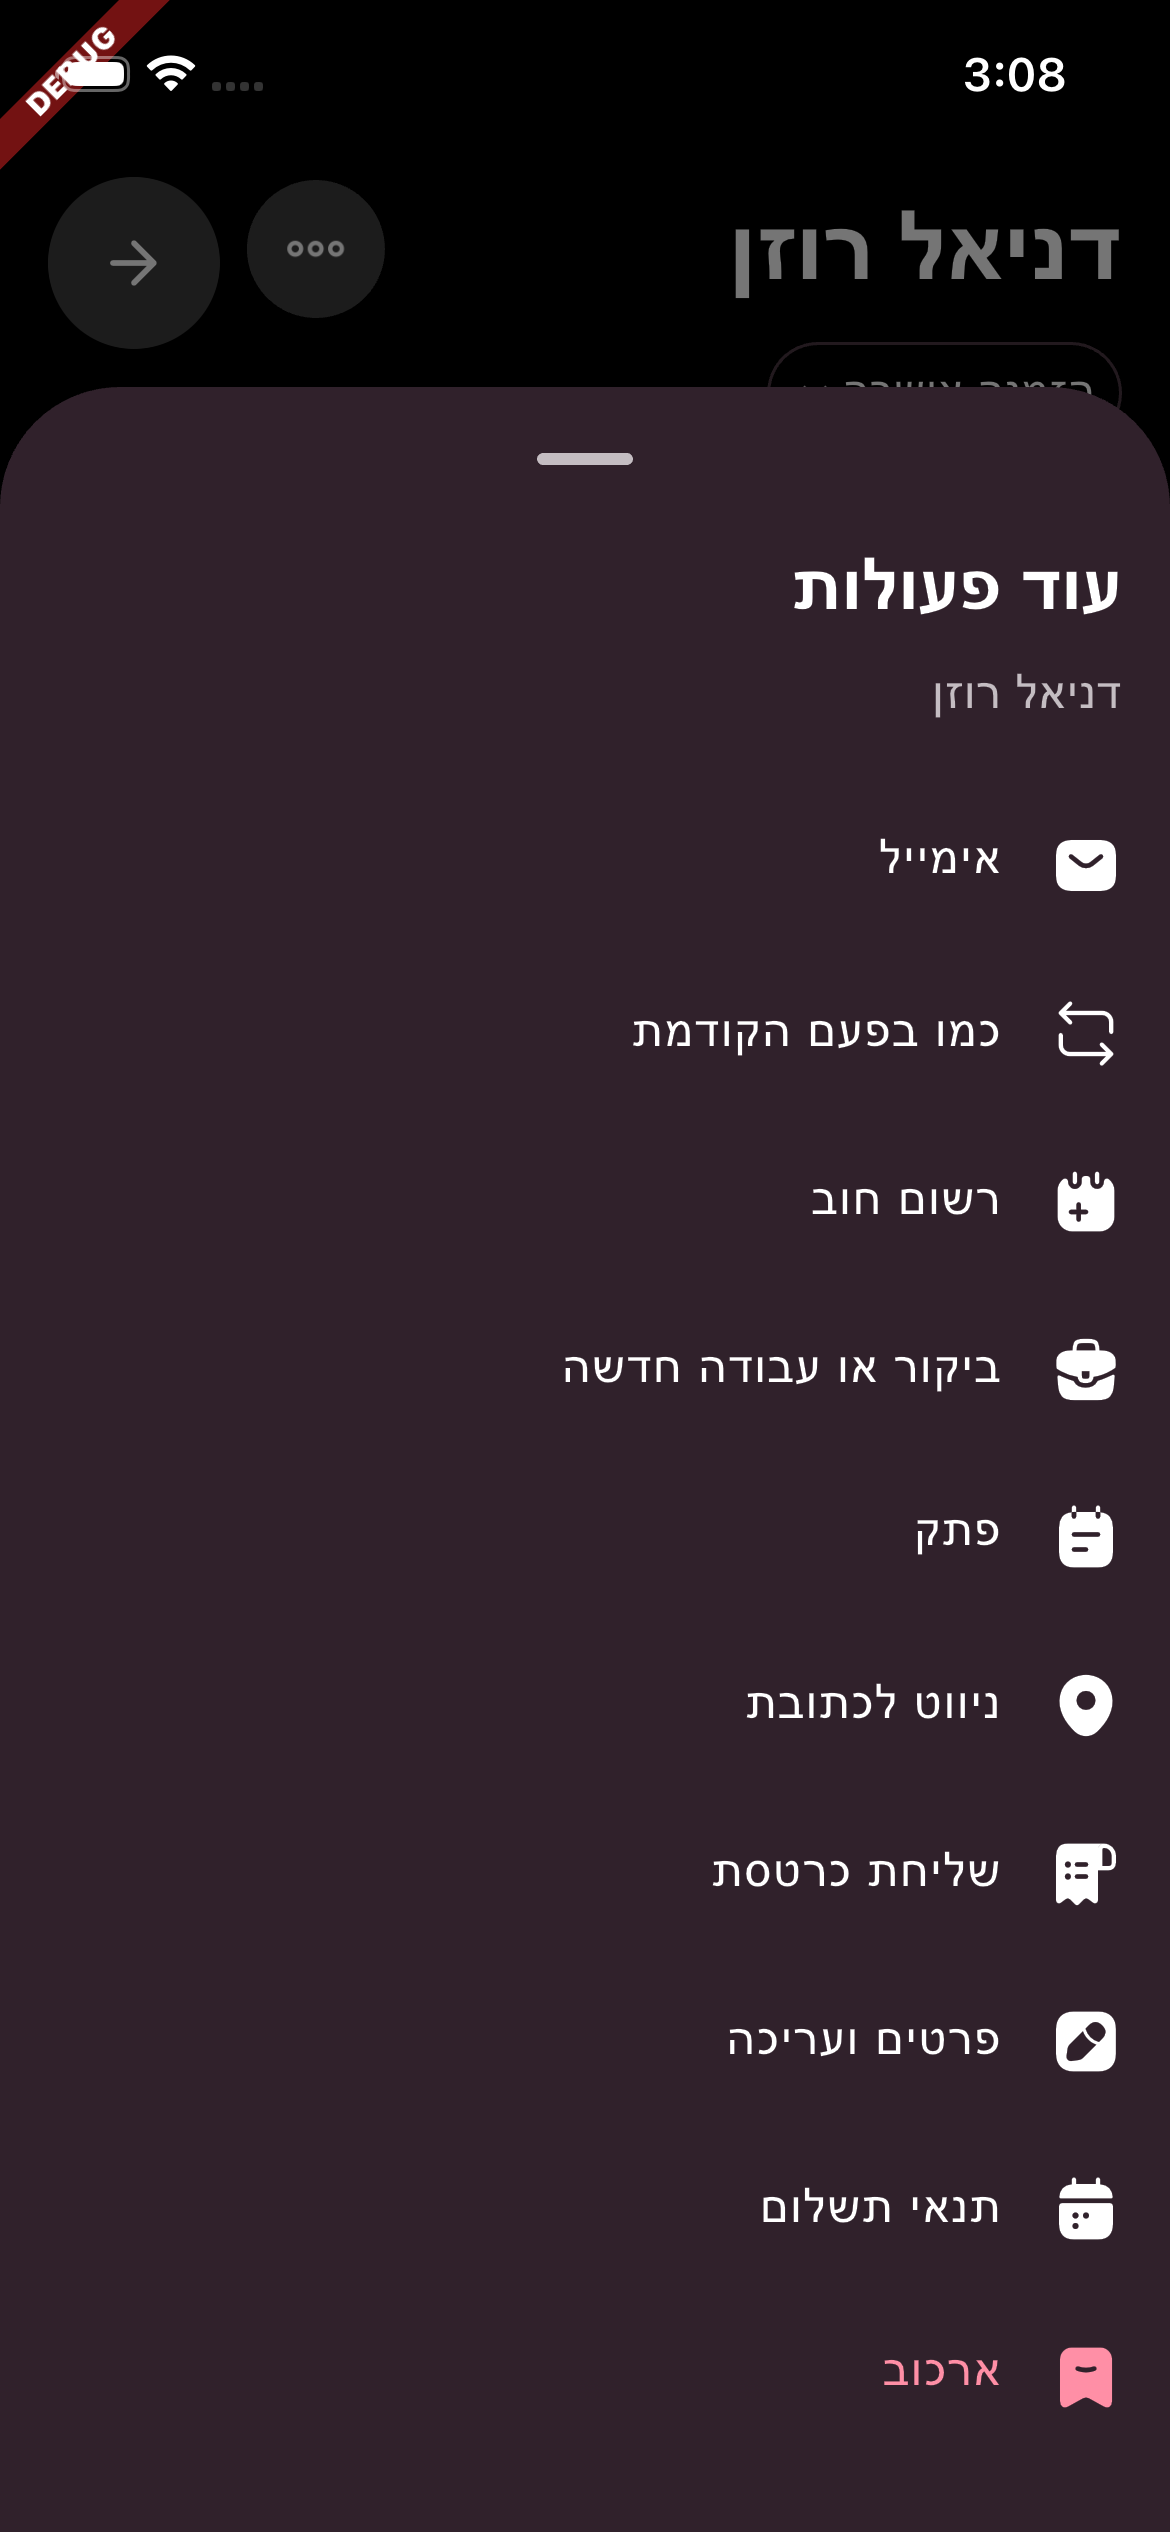 DEBUG
3:08
דניאל רוזן
עוד פעולות
דניאל רוזן
אימייל
כמו בפעם הקודמת
רשום חוב
ביקור או עבודה חדשה
פתק
ניווט לכתובת
שליחת כרטסת
פרטים ועריכה
תנאי תשלום
ארכוב